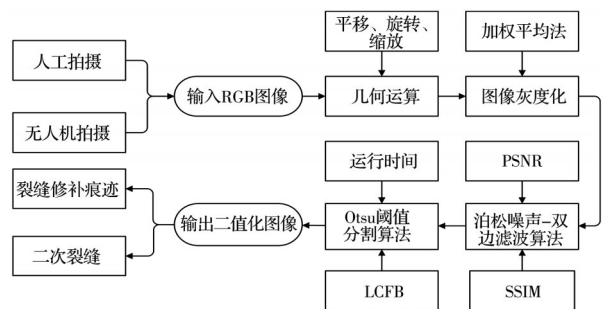 平移、旋转、
缩放
加权平均法
人工拍摄
输入RGB图像
几何运算
图像灰度化
无人机拍摄
运行时间
PSNR
裂缝修补痕迹
输出二值化图像
Otsu阈值
分割算法
泊松噪声-双
边滤波算法
二次裂缝
LCFB
SSIM